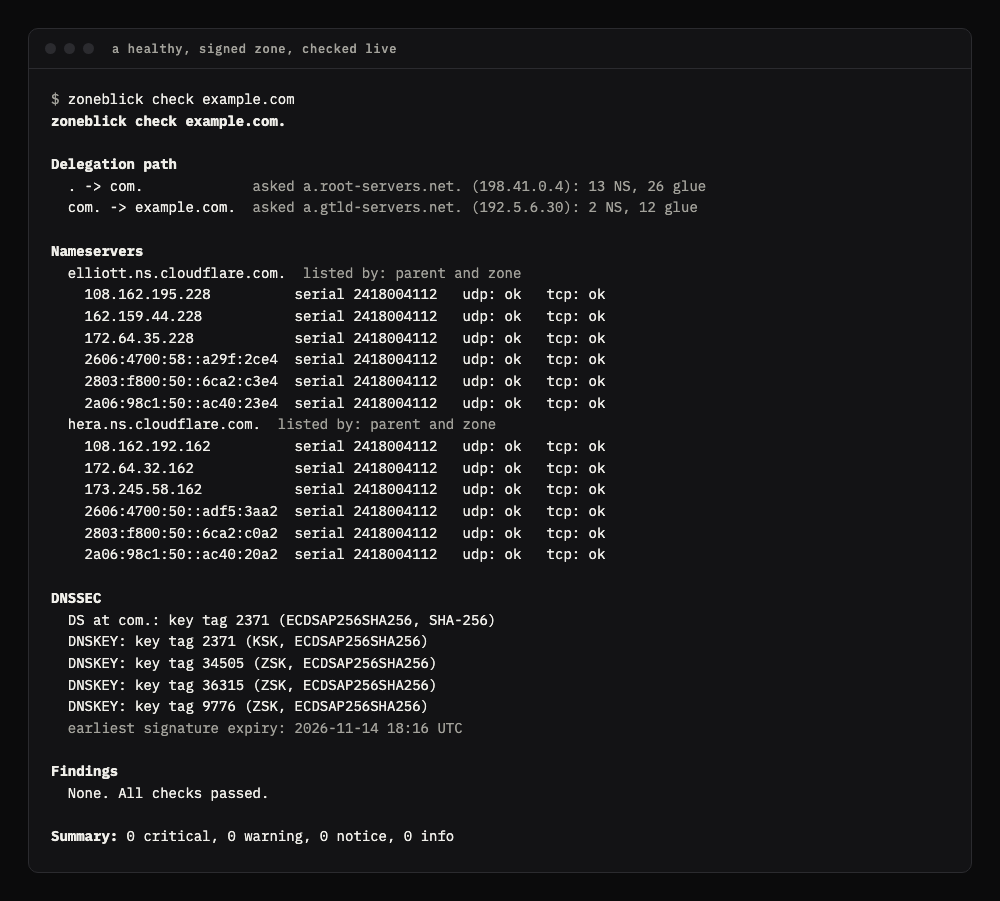 a healthy, signed zone, checked live
$ zoneblick check example.com
zoneblick check example.com.
Delegation path
. -> com. asked a.root-servers.net. (198.41.0.4): 13 NS, 26 glue
com. -> example.com. asked a.gtld-servers.net. (192.5.6.30): 2 NS, 12 glue
Nameservers
elliott.ns.cloudflare.com. listed by: parent and zone
108.162.195.228 serial 2418004112 udp: ok tcp: ok
162.159.44.228 serial 2418004112 udp: ok tcp: ok
172.64.35.228 serial 2418004112 udp: ok tcp: ok
2606:4700:58::a29f:2ce4 serial 2418004112 udp: ok tcp: ok
2803:f800:50::6ca2:c3e4 serial 2418004112 udp: ok tcp: ok
2a06:98c1:50::ac40:23e4 serial 2418004112 udp: ok tcp: ok
hera.ns.cloudflare.com. listed by: parent and zone
108.162.192.162 serial 2418004112 udp: ok tcp: ok
172.64.32.162 serial 2418004112 udp: ok tcp: ok
173.245.58.162 serial 2418004112 udp: ok tcp: ok
2606:4700:50::adf5:3aa2 serial 2418004112 udp: ok tcp: ok
2803:f800:50::6ca2:c0a2 serial 2418004112 udp: ok tcp: ok
2a06:98c1:50::ac40:20a2 serial 2418004112 udp: ok tcp: ok
DNSSEC
DS at com.: key tag 2371 (ECDSAP256SHA256, SHA-256)
DNSKEY: key tag 2371 (KSK, ECDSAP256SHA256)
DNSKEY: key tag 34505 (ZSK, ECDSAP256SHA256)
DNSKEY: key tag 36315 (ZSK, ECDSAP256SHA256)
DNSKEY: key tag 9776 (ZSK, ECDSAP256SHA256)
earliest signature expiry: 2026-11-14 18:16 UTC
Findings
None. All checks passed.
Summary: 0 critical, 0 warning, 0 notice, 0 info